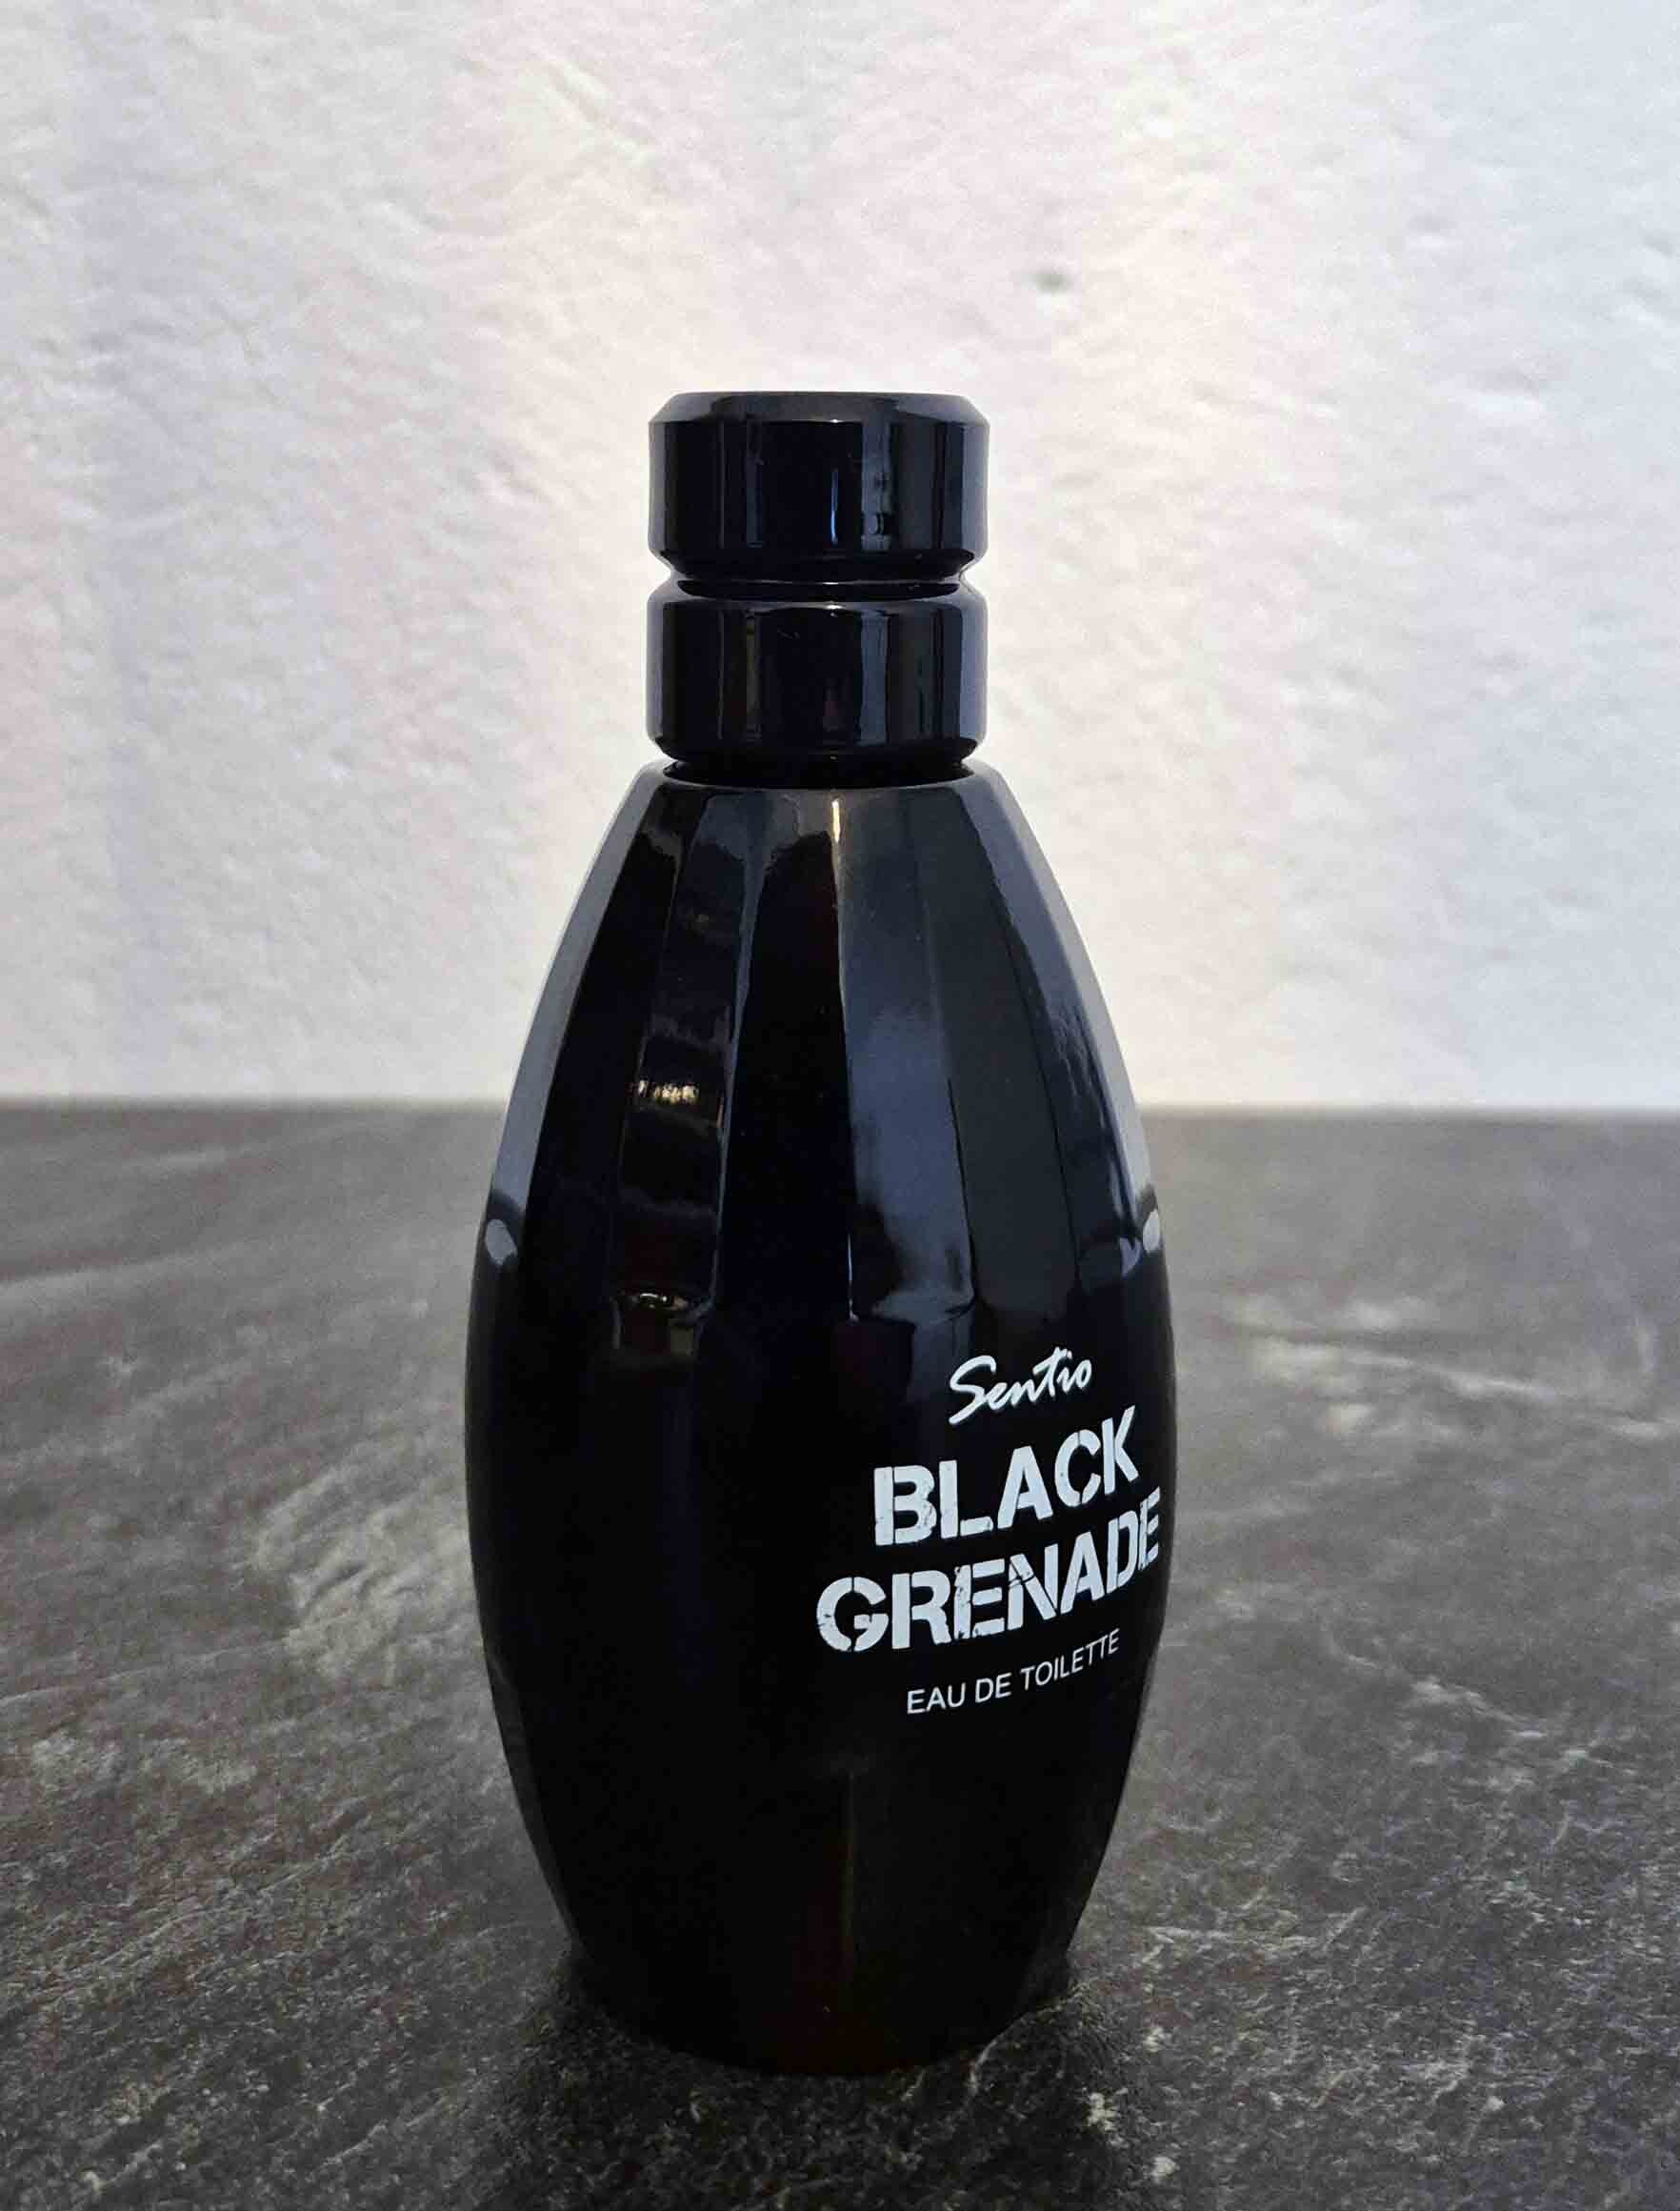 Sentio
BLACK
GRENADE
EAU DE TOILETTE